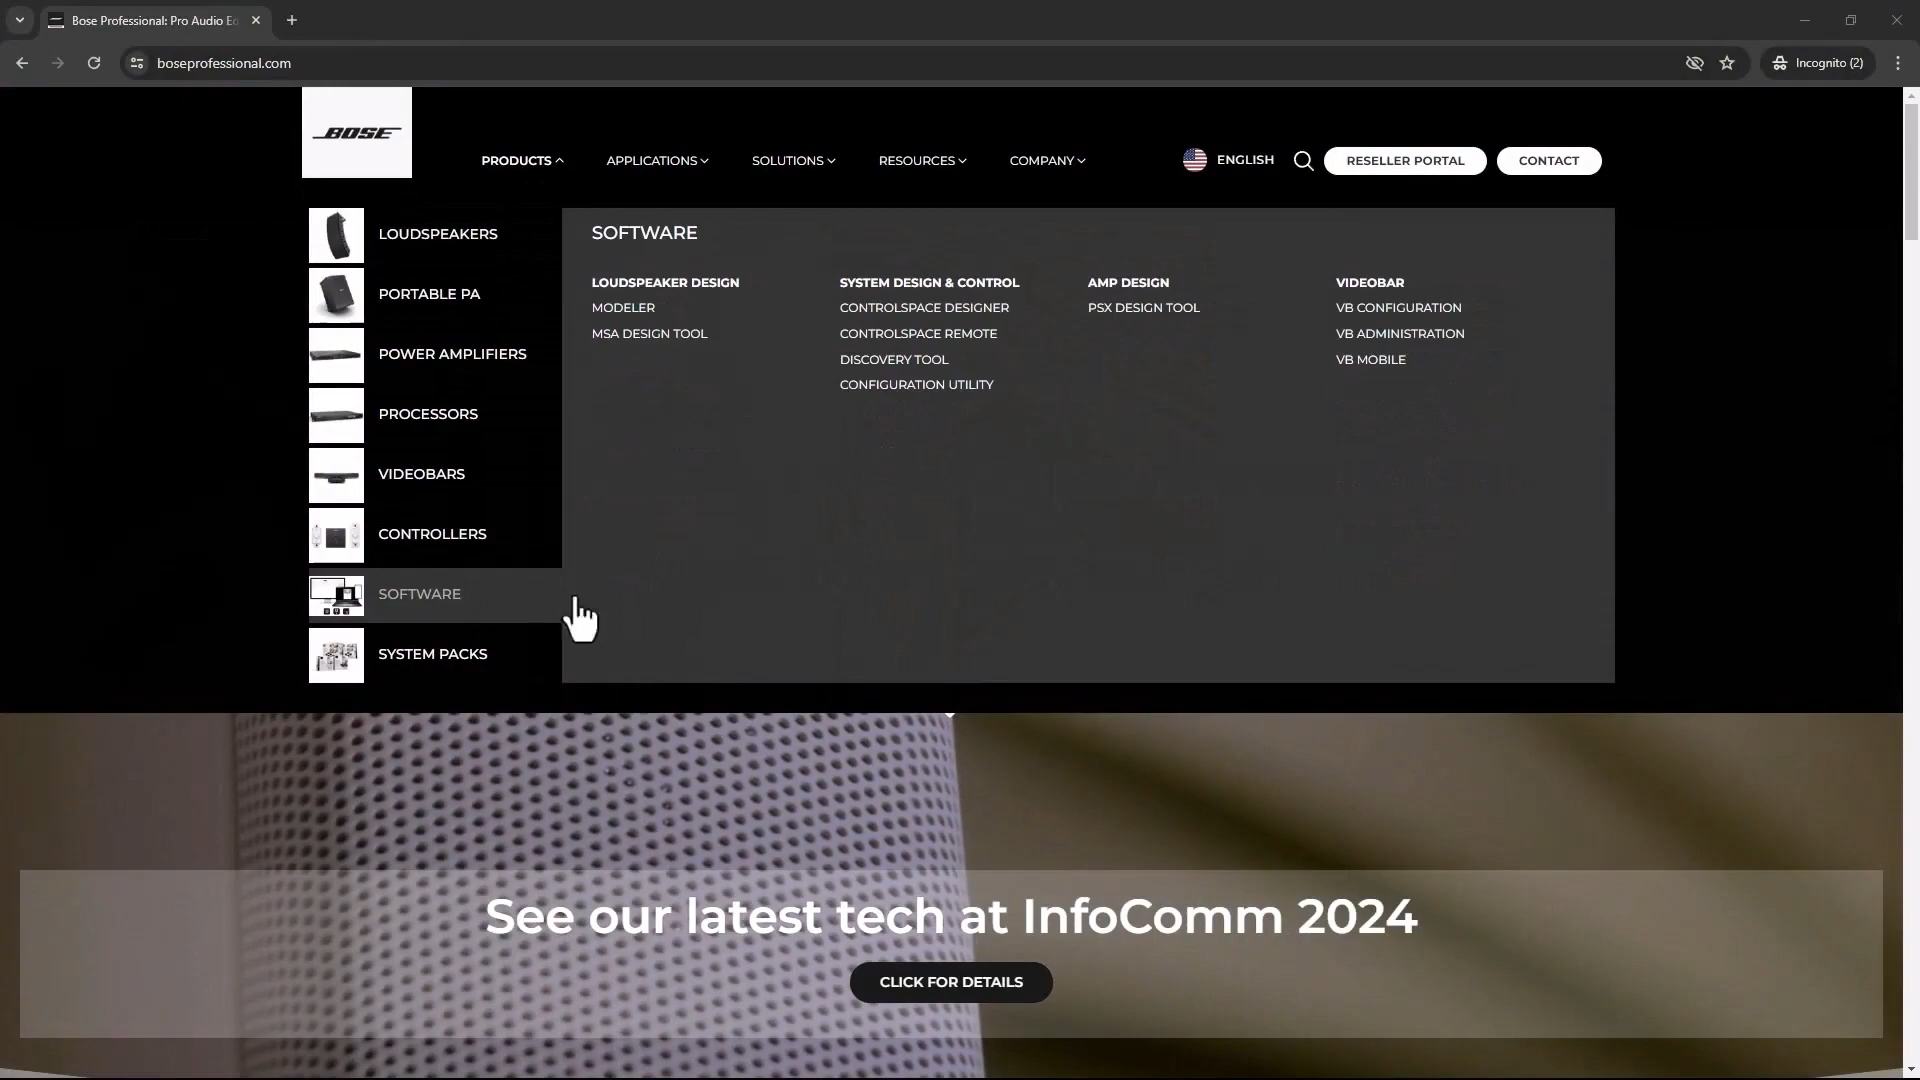 Bose Professional: Pro Audio Eq
boseprofessional.com
Incognito (2)
BOSE
PRODUCTS
APPLICATIONS
SOLUTIONS
RESOURCES
COMPANY
ENGLISH
RESELLER PORTAL
CONTACT
LOUDSPEAKERS
PORTABLE PA
POWER AMPLIFIERS
PROCESSORS
VIDEOBARS
CONTROLLERS
SOFTWARE
SYSTEM PACKS
SOFTWARE
LOUDSPEAKER DESIGN
MODELER
MSA DESIGN TOOL
SYSTEM DESIGN & CONTROL
CONTROLSPACE DESIGNER
CONTROLSPACE REMOTE
DISCOVERY TOOL
CONFIGURATION UTILITY
AMP DESIGN
PSX DESIGN TOOL
VIDEOBAR
VB CONFIGURATION
VB ADMINISTRATION
VB MOBILE
See our latest tech at InfoComm 2024
CLICK FOR DETAILS